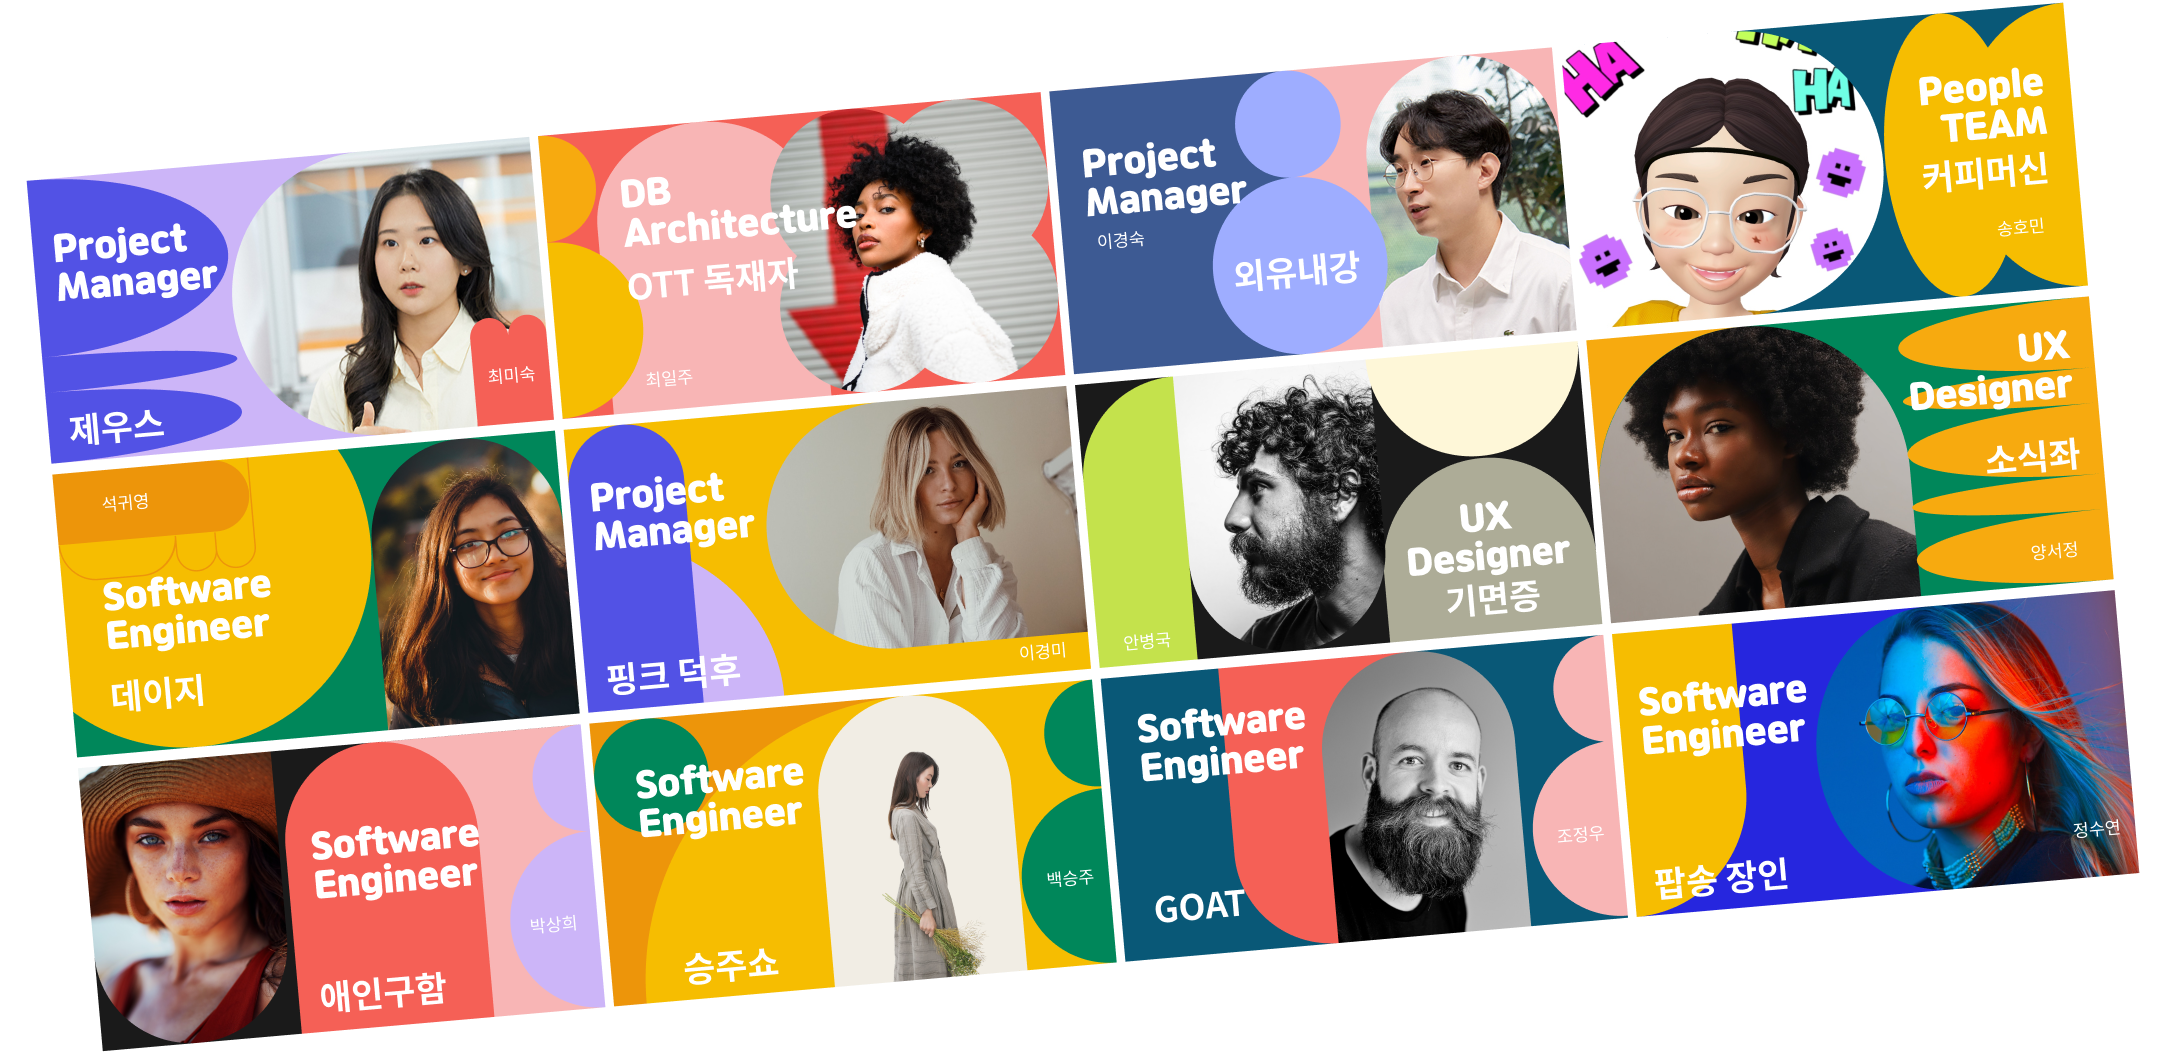 Project
Manager
최미숙
제우스
DB
Architecture
OTT 독재자
최일주
Project
Manager
이경숙
외유내강
HA
HA
People
TEAM
커피머신
송호민
석귀영
Software
Engineer
데이지
Project
Manager
핑크 덕후
이경미
안병국
UX
Designer
기면증
UX
Designer
소식좌
양서정
Software
Engineer
박상희
애인구함
Software
Engineer
백승주
승주쇼
Software
Engineer
조정우
GOAT
Software
Engineer
정수연
팝송 장인